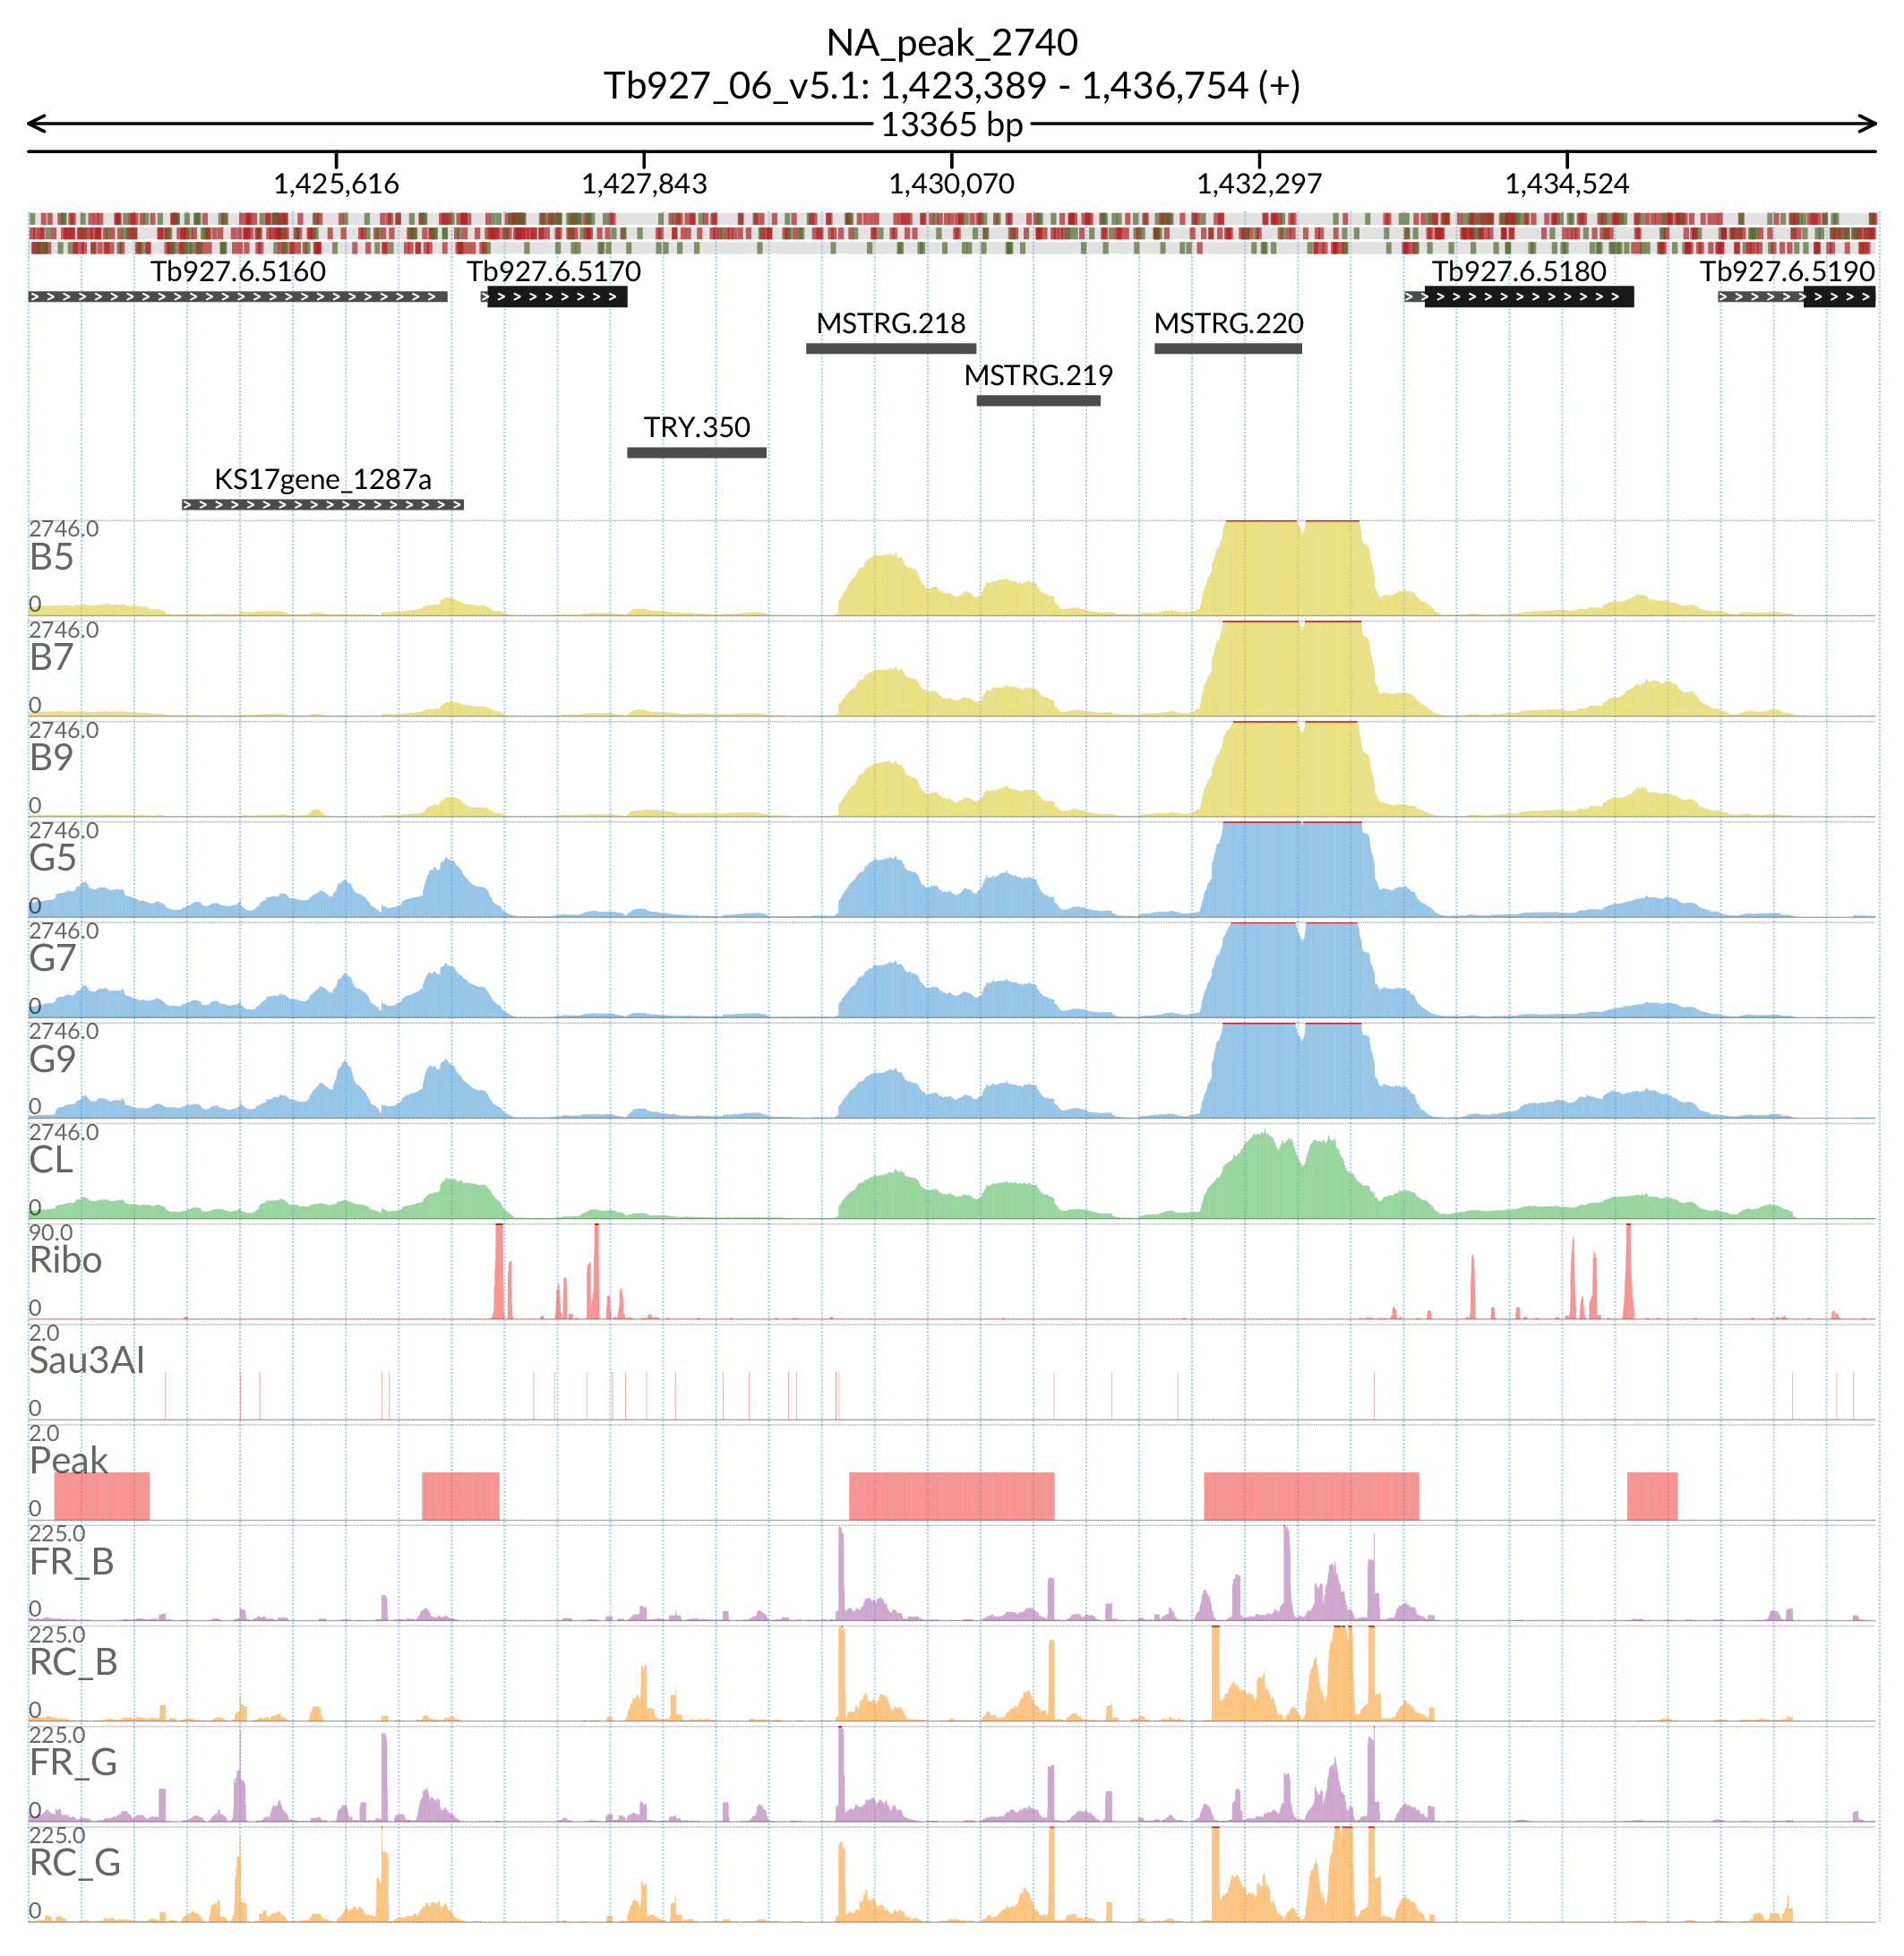 NA_peak_2740
Tb927_06_v5.1: 1,423,389 - 1,436,754 (+)
13365 bp
1,425,616 1,427,843 1,430,070 1,432,297 1,434,524
Tb927.6.5160 Tb927.6.5170 Tb927.6.5180 Tb927.6.5190
MSTRG.218 MSTRG.220
MSTRG.219
TRY.350
KS17gene_1287a
2746.0
B5
0
2746.0
B7
0
2746.0
B9
0
2746.0
G5
0
2746.0
G7
0
2746.0
G9
0
2746.0
CL
0
90.0
Ribo
0
2.0
Sau3AI
0
2.0
Peak
0
225.0
FR_B
0
225.0
RC_B
0
225.0
FR_G
0
225.0
RC_G
0